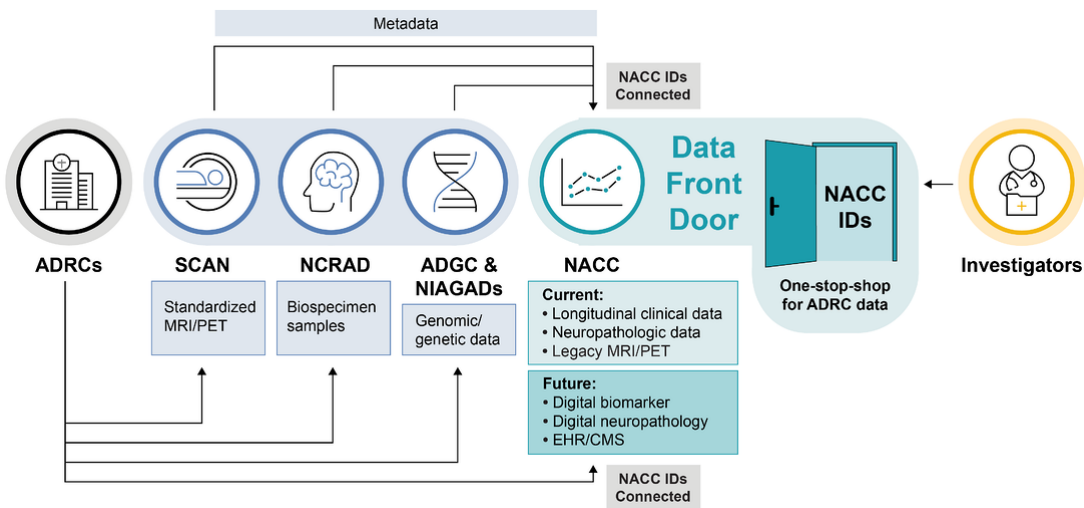 Metadata
NACC IDs
Connected
Data
Front
Door
NACC
IDs
One-stop-shop
for ADRC data
ADRCs
SCAN
Standardized
MRI/PET
NCRAD
Biospecimen
samples
ADGC &
NIAGADs
Genomic/
genetic data
NACC
Current:
• Longitudinal clinical data
• Neuropathologic data
• Legacy MRI/PET
Future:
• Digital biomarker
• Digital neuropathology
• EHR/CMS
Investigators
NACC IDs
Connected